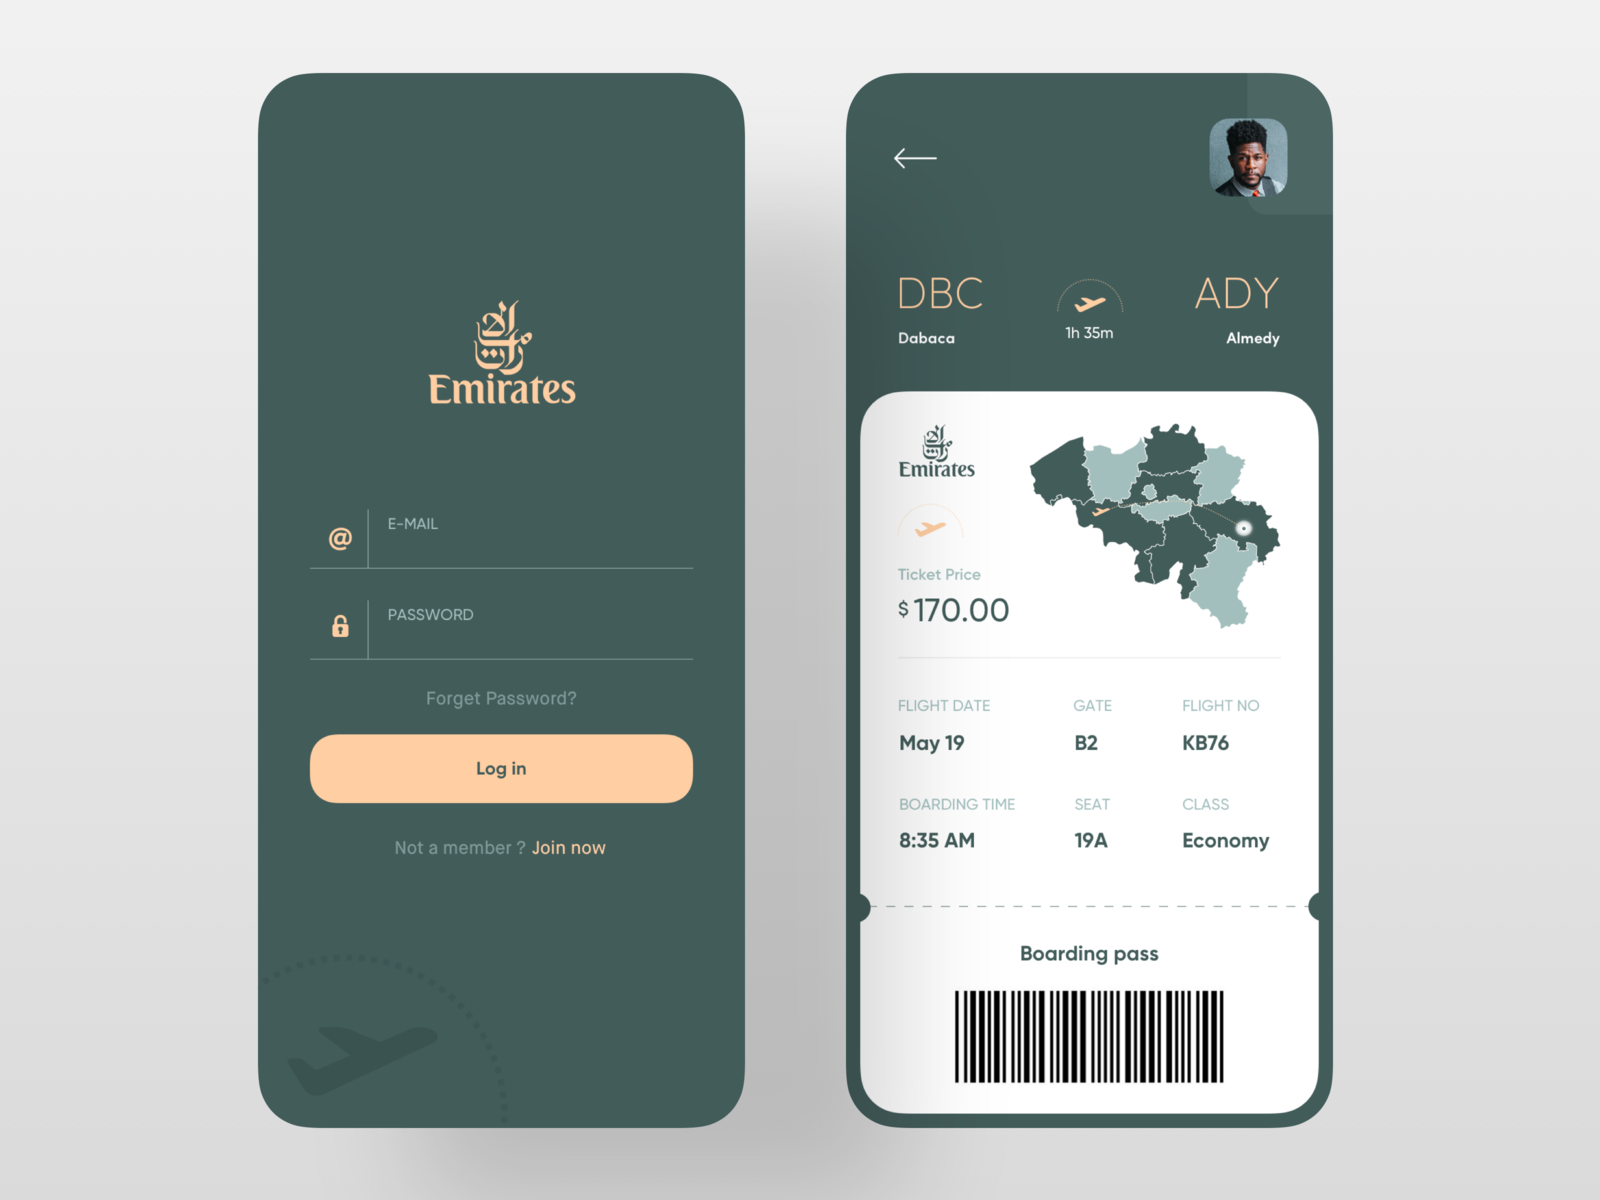 الإمارات
Emirates
@
E-MAIL
PASSWORD
Forget Password?
Log in
Not a member ? Join now
DBC
ADY
Dabaca
1h 35m
Almedy
الإمارات
Emirates
Ticket Price
$ 170.00
FLIGHT DATE
GATE
FLIGHT NO
May 19
B2
KB76
BOARDING TIME
SEAT
CLASS
8:35 AM
19A
Economy
Boarding pass